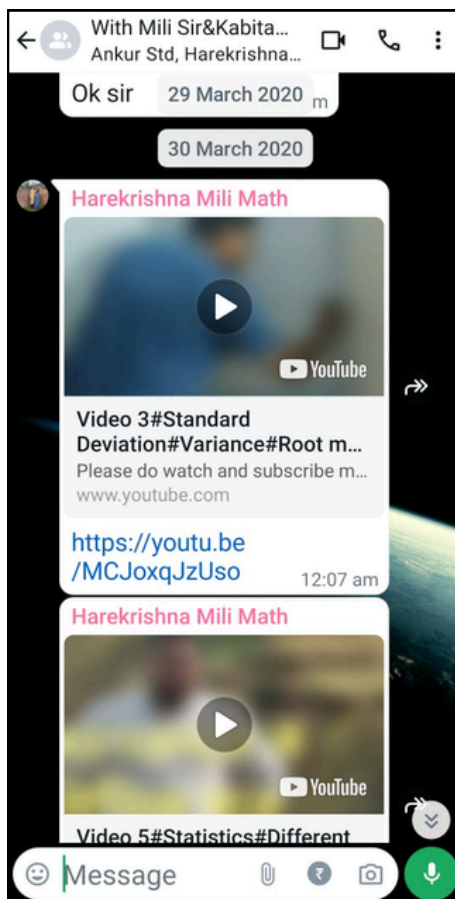 With Mili Sir&Kabita...
Ankur Std, Harekrishna...
Ok sir
29 March 2020
m
30 March 2020
Harekrishna Mili Math
YouTube
Video 3#Standard
Deviation#Variance#Root m...
Please do watch and subscribe m...
www.youtube.com
https://youtu.be
/MCJoxqJzUso
12:07 am
Harekrishna Mili Math
YouTube
Video 5#Statistics#Different
Message
₹